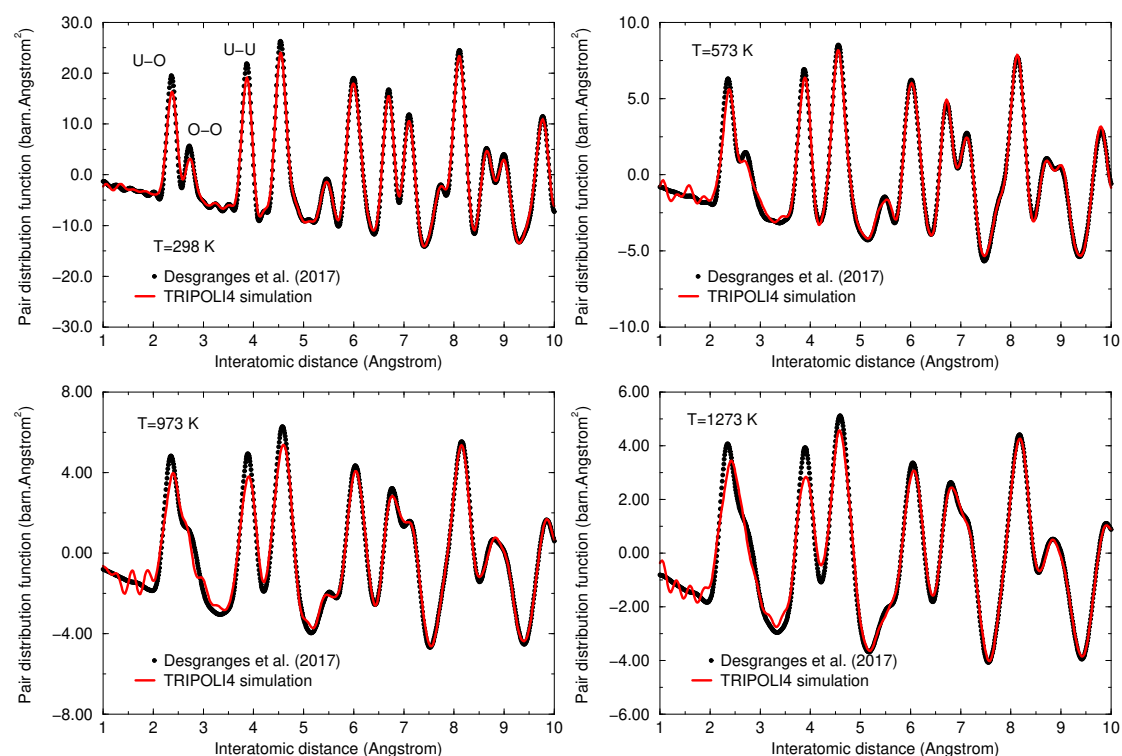 Pair distribution function (barn.Angstrom²)
30.0
20.0
10.0
0.0
−10.0
−20.0
−30.0
U−O
O−O
U−U
T=298 K
Desgranges et al. (2017)
TRIPOLI4 simulation
1 2 3 4 5 6 7 8 9 10
Interatomic distance (Angstrom)
Pair distribution function (barn.Angstrom²)
10.0
5.0
0.0
−5.0
−10.0
T=573 K
Desgranges et al. (2017)
TRIPOLI4 simulation
1 2 3 4 5 6 7 8 9 10
Interatomic distance (Angstrom)
Pair distribution function (barn.Angstrom²)
8.00
4.00
0.00
−4.00
−8.00
T=973 K
Desgranges et al. (2017)
TRIPOLI4 simulation
1 2 3 4 5 6 7 8 9 10
Interatomic distance (Angstrom)
Pair distribution function (barn.Angstrom²)
6.00
4.00
2.00
0.00
−2.00
−4.00
−6.00
T=1273 K
Desgranges et al. (2017)
TRIPOLI4 simulation
1 2 3 4 5 6 7 8 9 10
Interatomic distance (Angstrom)